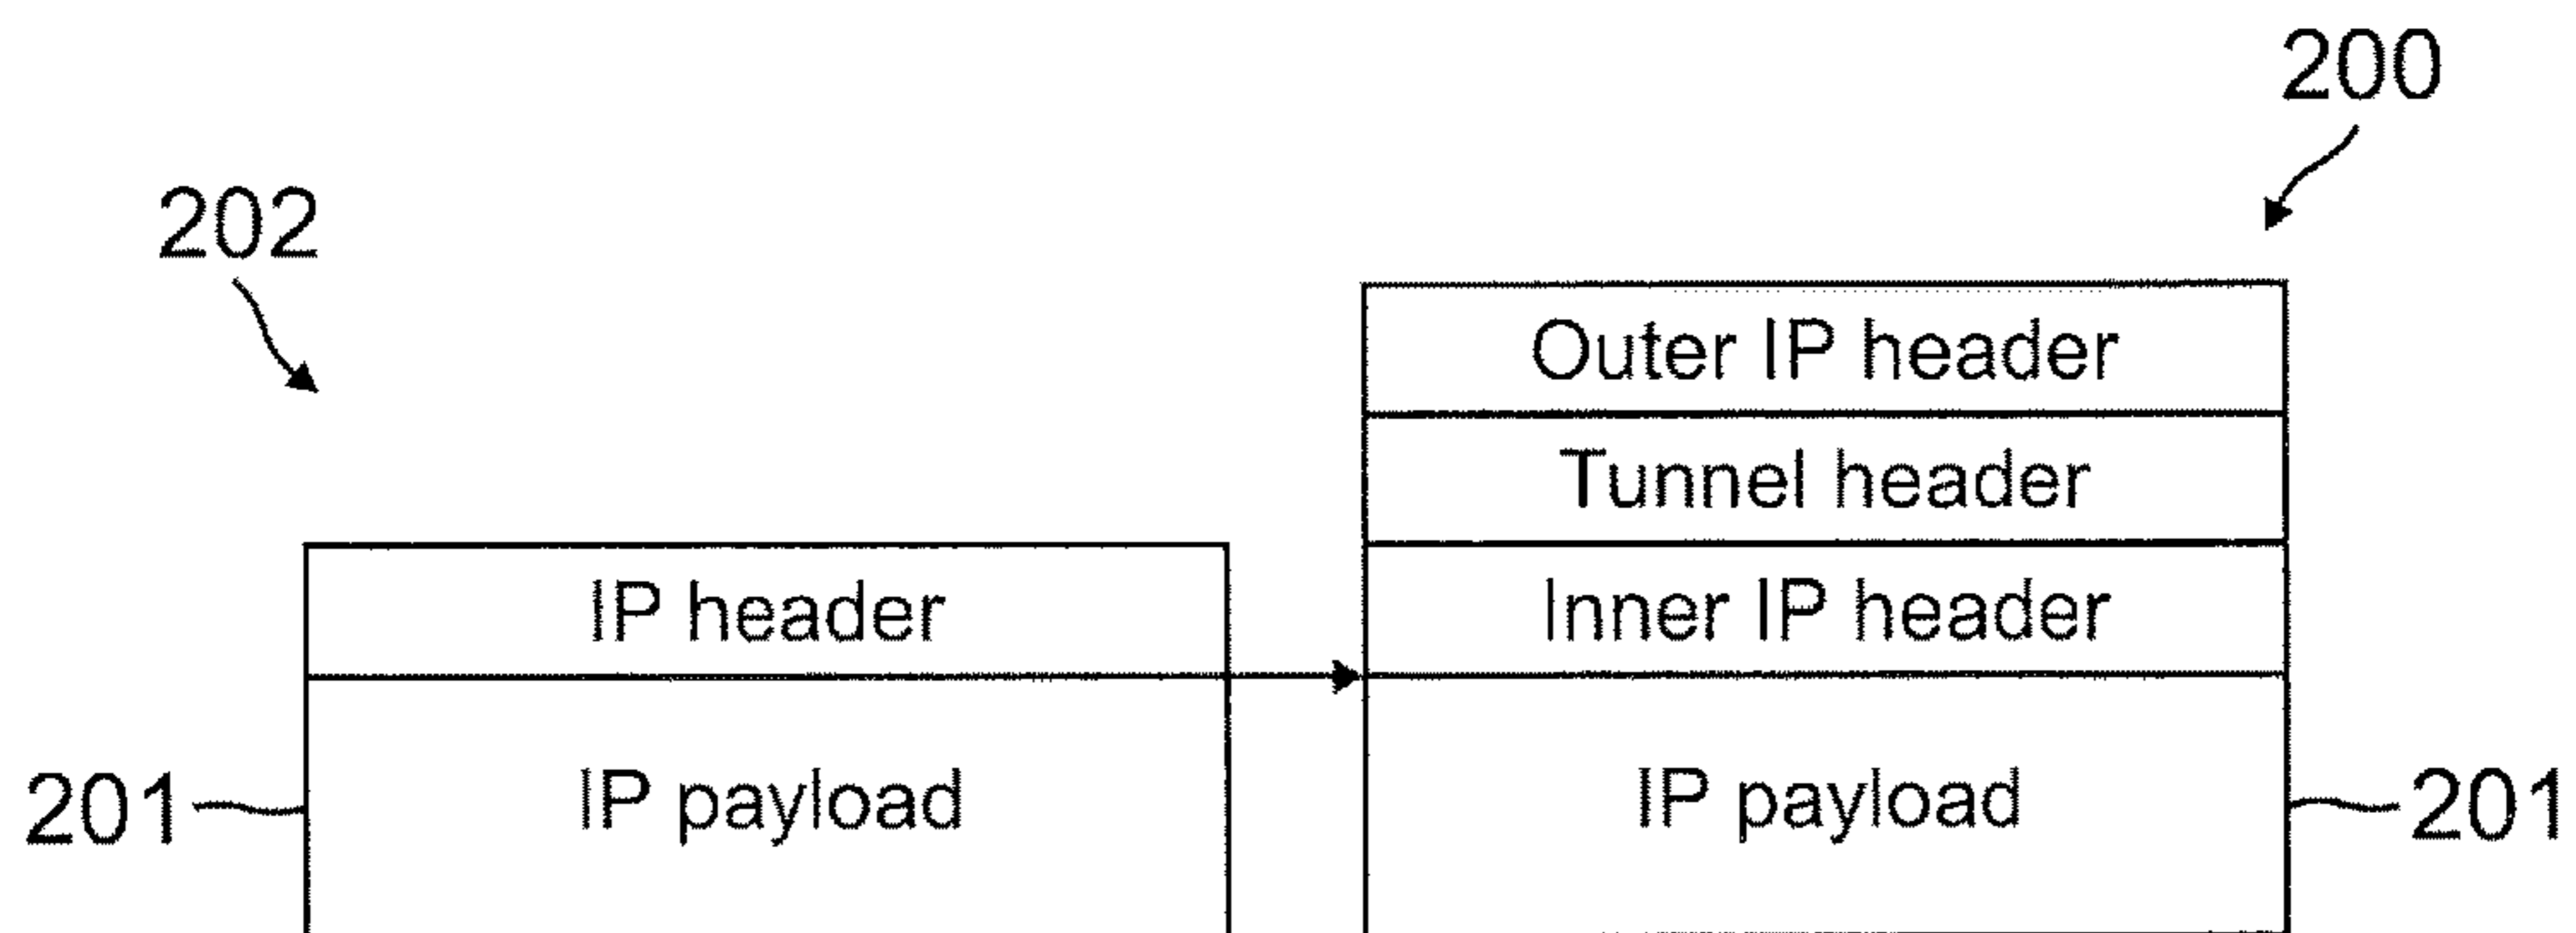 200
202
Outer IP header
Tunnel header
IP header
Inner IP header
201
IP payload
IP payload
201